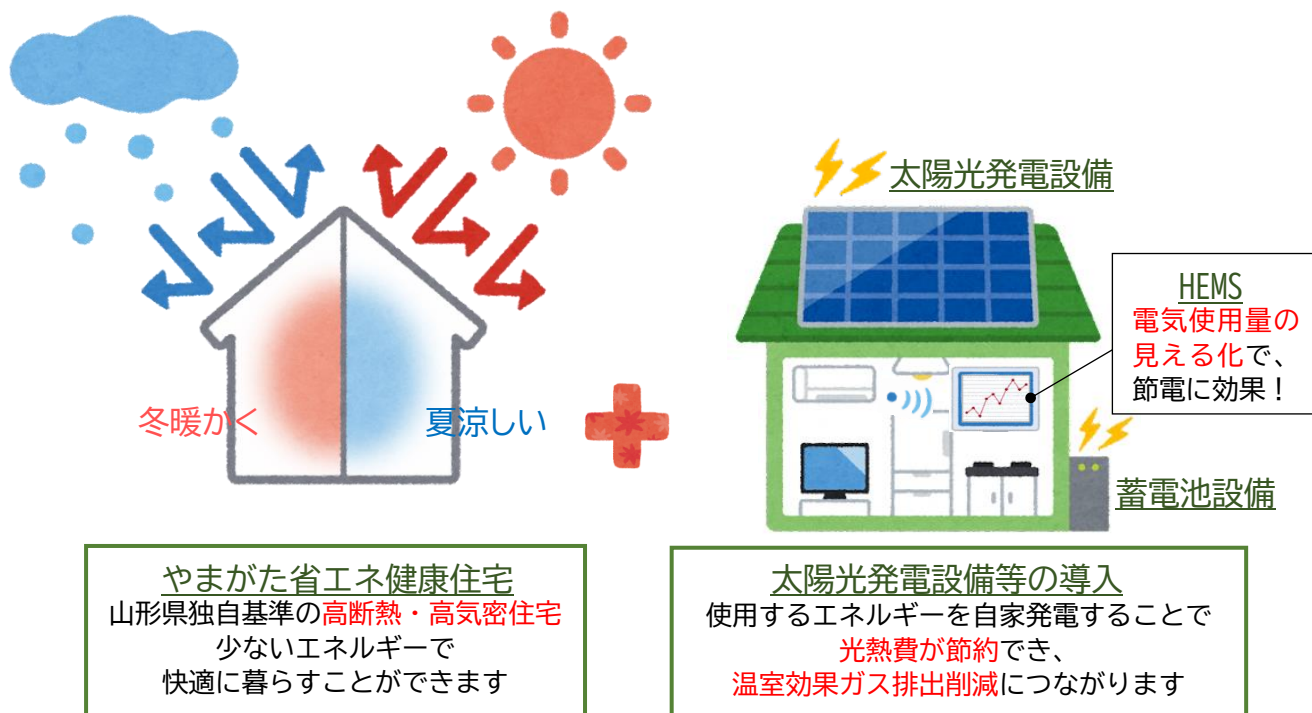 太陽光発電設備
HEMS
電気使用量の
見える化で、
節電に効果！
冬暖かく
夏涼しい
蓄電池設備
やまがた省エネ健康住宅
山形県独自基準の高断熱・高気密住宅
少ないエネルギーで
快適に暮らすことができます
太陽光発電設備等の導入
使用するエネルギーを自家発電することで
光熱費が節約でき、
温室効果ガス排出削減につながります